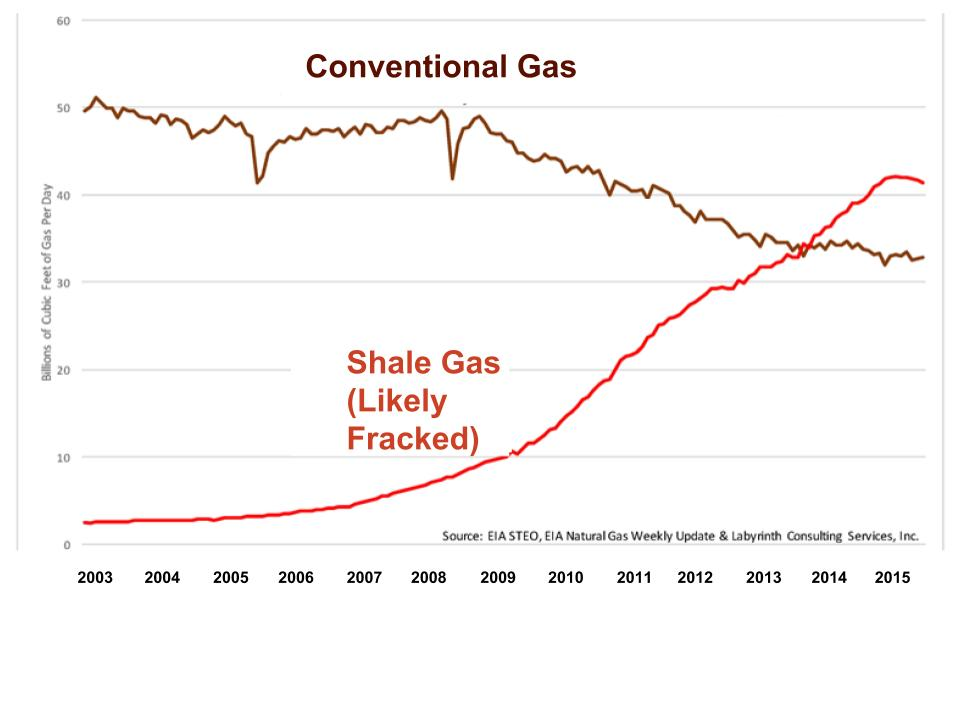 60
Conventional Gas
50
40
30
Billions of Cubic Feet of Gas Per Day
20
Shale Gas
(Likely
Fracked)
10
Source: EIA STEO, EIA Natural Gas Weekly Update & Labyrinth Consulting Services, Inc.
0
2003 2004 2005 2006 2007 2008 2009 2010 2011 2012 2013 2014 2015